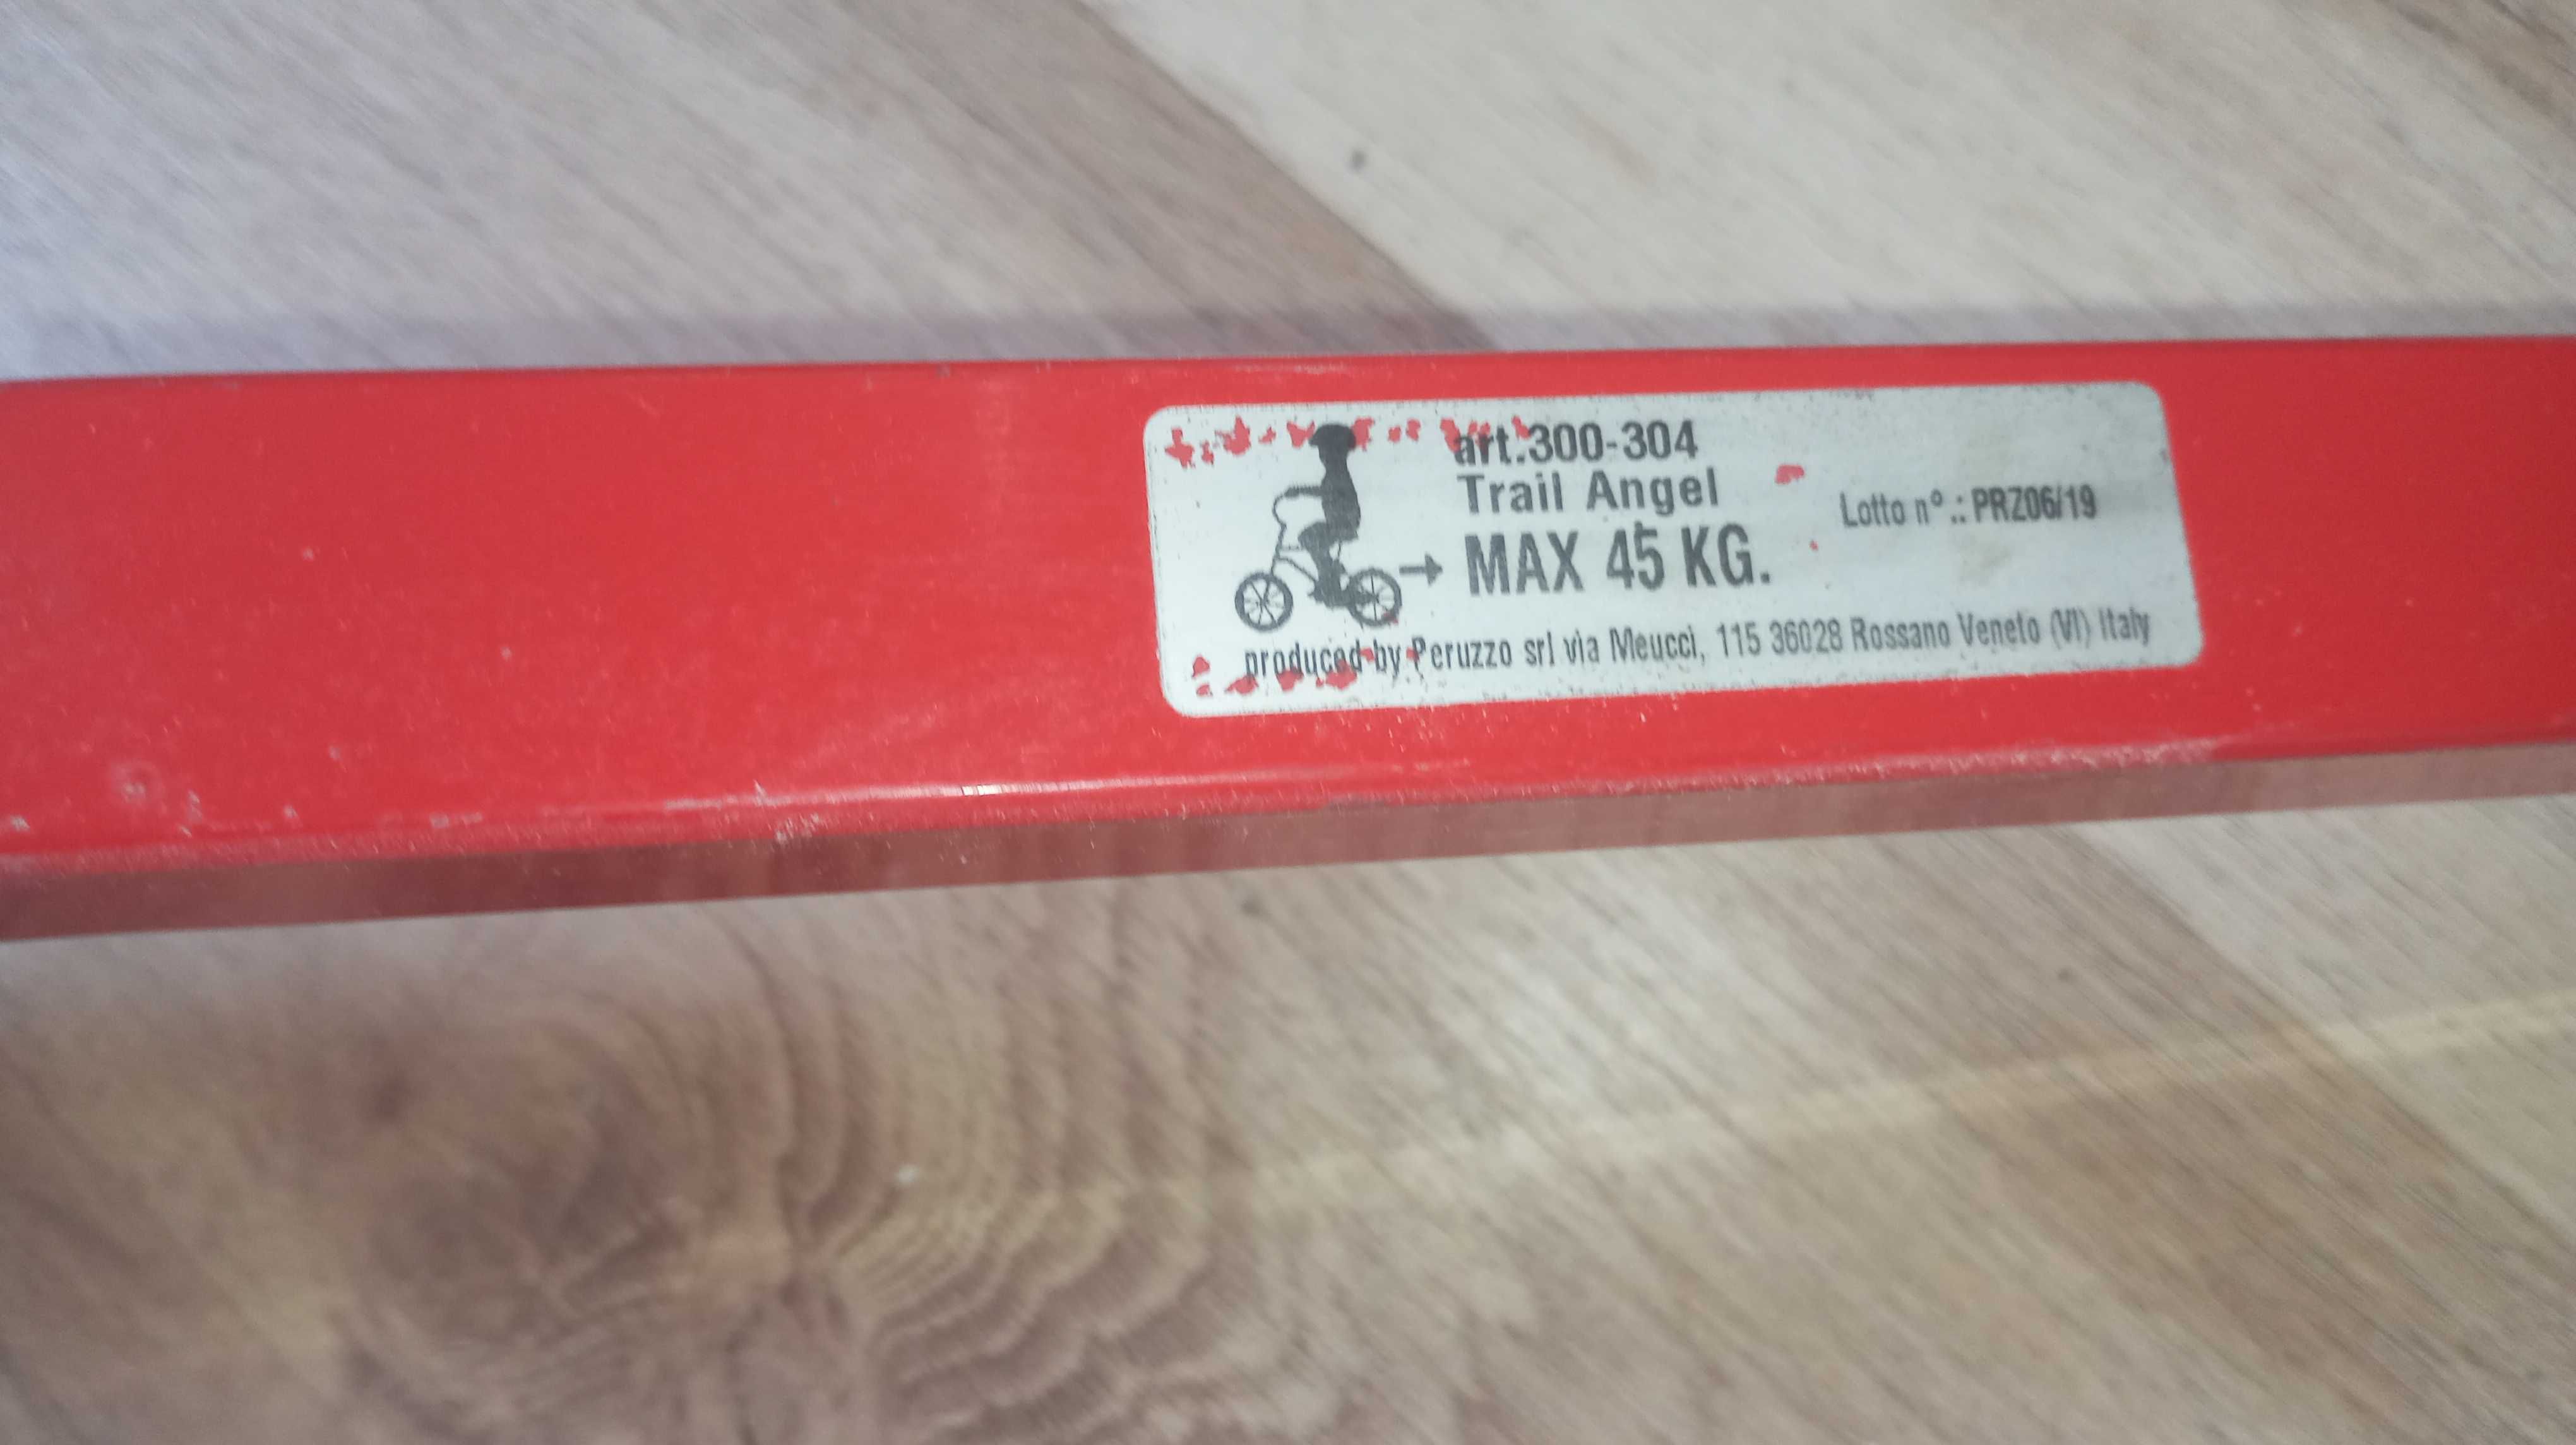 art.300-304
Trail Angel
MAX 45 KG.
Lotto n° .: PRZ06/19
produced by Peruzzo srl via Meucci, 115 36028 Rossano Veneto (VI) Italy